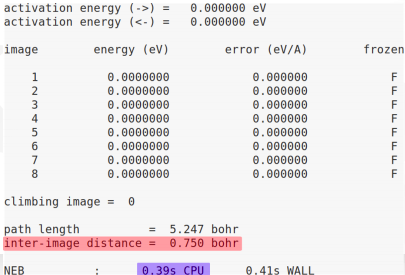 activation energy (->) =   0.000000 eV
activation energy (<-) =   0.000000 eV
image        energy (eV)        error (eV/A)        frozen
1          0.0000000            0.000000            F
2          0.0000000            0.000000            F
3          0.0000000            0.000000            F
4          0.0000000            0.000000            F
5          0.0000000            0.000000            F
6          0.0000000            0.000000            F
7          0.0000000            0.000000            F
8          0.0000000            0.000000            F
climbing image =  0
path length          =  5.247 bohr
inter-image distance =  0.750 bohr
NEB          :      0.39s CPU      0.41s WALL